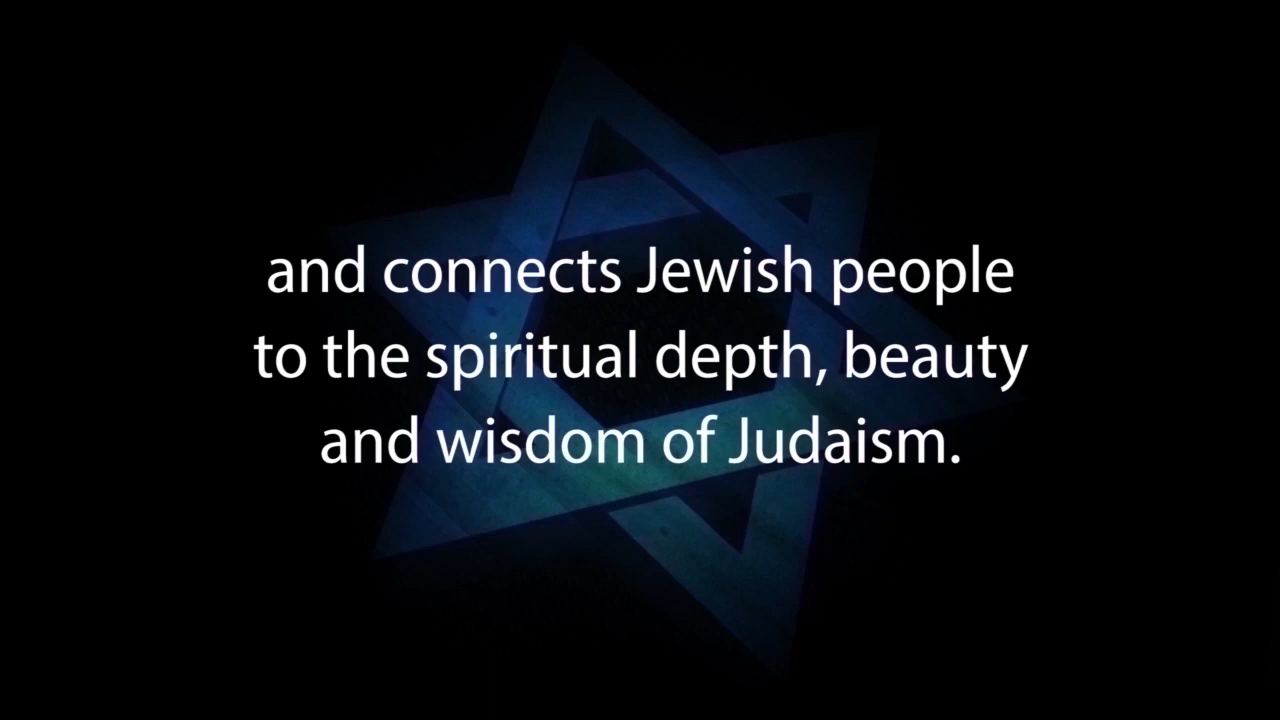 and connects Jewish people
to the spiritual depth, beauty
and wisdom of Judaism.